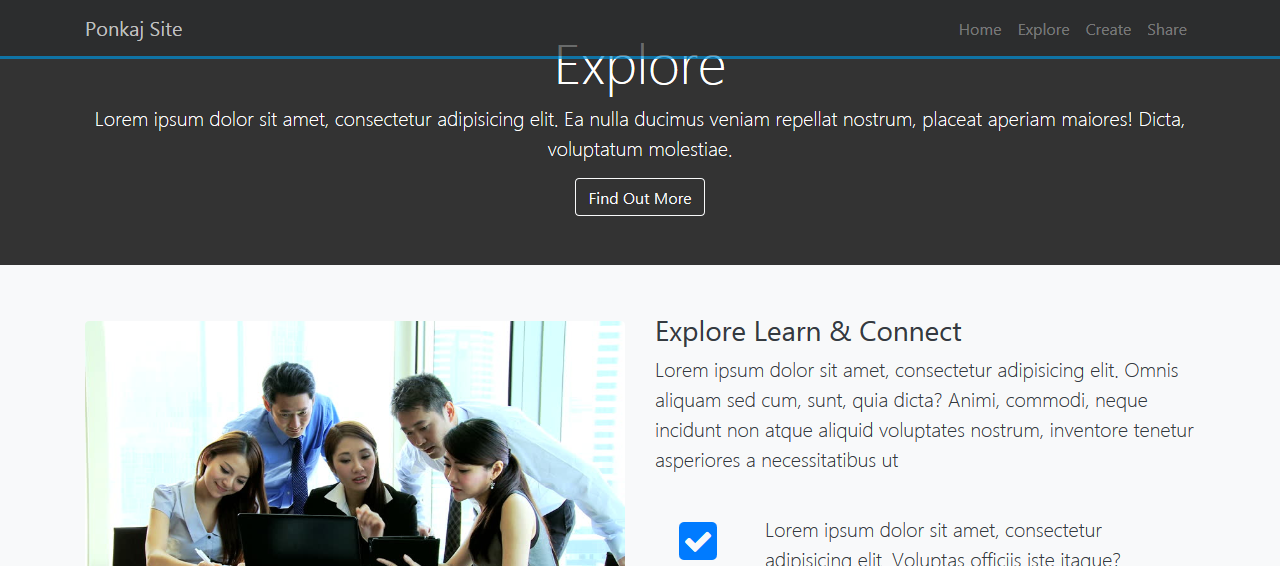 Ponkaj Site
Home Explore Create Share
Explore
Lorem ipsum dolor sit amet, consectetur adipisicing elit. Ea nulla ducimus veniam repellat nostrum, placeat aperiam maiores! Dicta,
voluptatum molestiae.
Find Out More
Explore Learn & Connect
Lorem ipsum dolor sit amet, consectetur adipisicing elit. Omnis
aliquam sed cum, sunt, quia dicta? Animi, commodi, neque
incidunt non atque aliquid voluptates nostrum, inventore tenetur
asperiores a necessitatibus ut
Lorem ipsum dolor sit amet, consectetur
adipisicing elit. Voluptas officiis iste itaque?